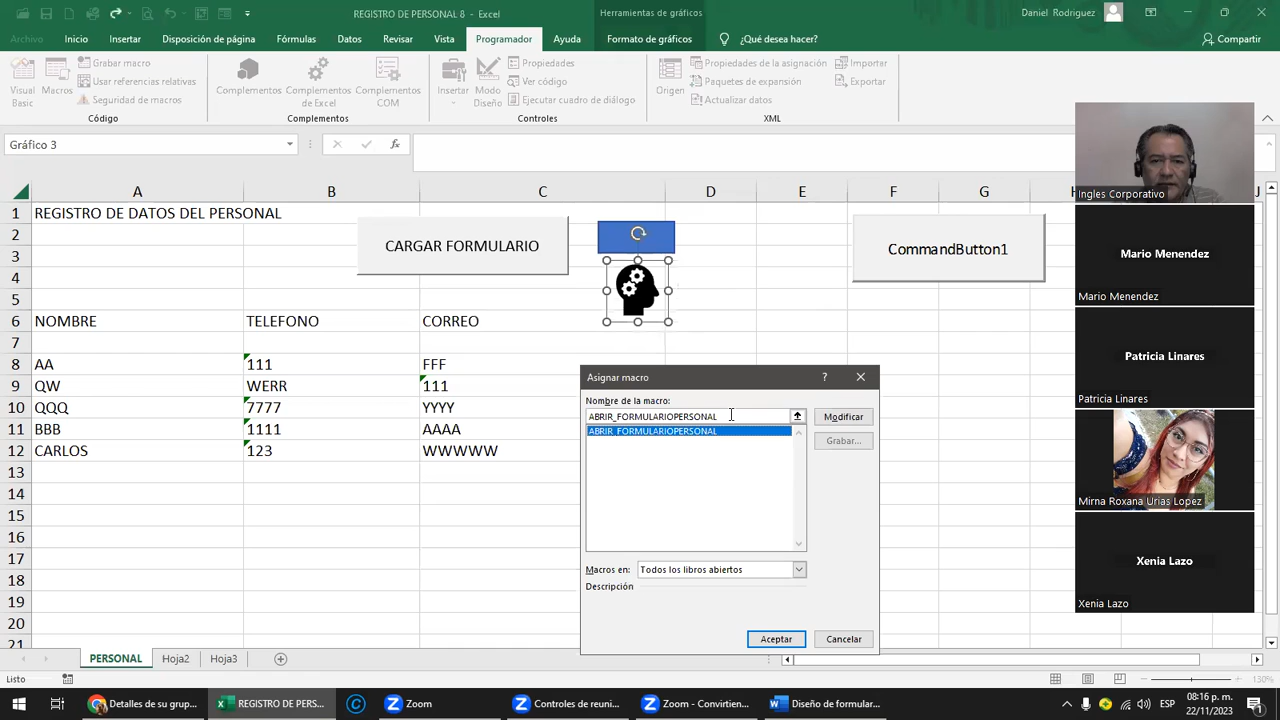 REGISTRO DE PERSONAL 8 - Excel
Herramientas de gráficos
Daniel Rodriguez
Archivo Inicio Insertar Disposición de página Fórmulas Datos Revisar Vista Programador Ayuda Formato de gráficos ¿Qué desea hacer? Compartir
Visual Basic
Macros
Grabar macro
Usar referencias relativas
Seguridad de macros
Código
Complementos
Complementos de Excel
Complementos COM
Complementos
Insertar
Modo Diseño
Propiedades
Ver código
Ejecutar cuadro de diálogo
Controles
Origen
Propiedades de la asignación
Paquetes de expansión
Actualizar datos
Importar
Exportar
XML
Gráfico 3
fx
A B C D E F G H J
1 REGISTRO DE DATOS DEL PERSONAL
2
CARGAR FORMULARIO
CommandButton1
3
4
5
6 NOMBRE TELEFONO CORREO
7
8 AA 111 FFF
9 QW WERR 111
10 QQQ 7777 YYYY
11 BBB 1111 AAAA
12 CARLOS 123 WWWWW
13
14
15
16
17
18
19
20
21
Asignar macro
?
Nombre de la macro:
ABRIR_FORMULARIOPERSONAL
ABRIR_FORMULARIOPERSONAL
Modificar
Grabar...
Macros en: Todos los libros abiertos
Descripción
Aceptar Cancelar
Ingles Corporativo
Mario Menendez
Mario Menendez
Patricia Linares
Patricia Linares
Mirna Roxana Urias Lopez
Xenia Lazo
Xenia Lazo
PERSONAL Hoja2 Hoja3
Listo
130%
Detalles de su grup...
REGISTRO DE PERS...
Zoom
Controles de reuni...
Zoom - Convirtien...
Diseño de formular...
ESP
08:16 p. m.
22/11/2023